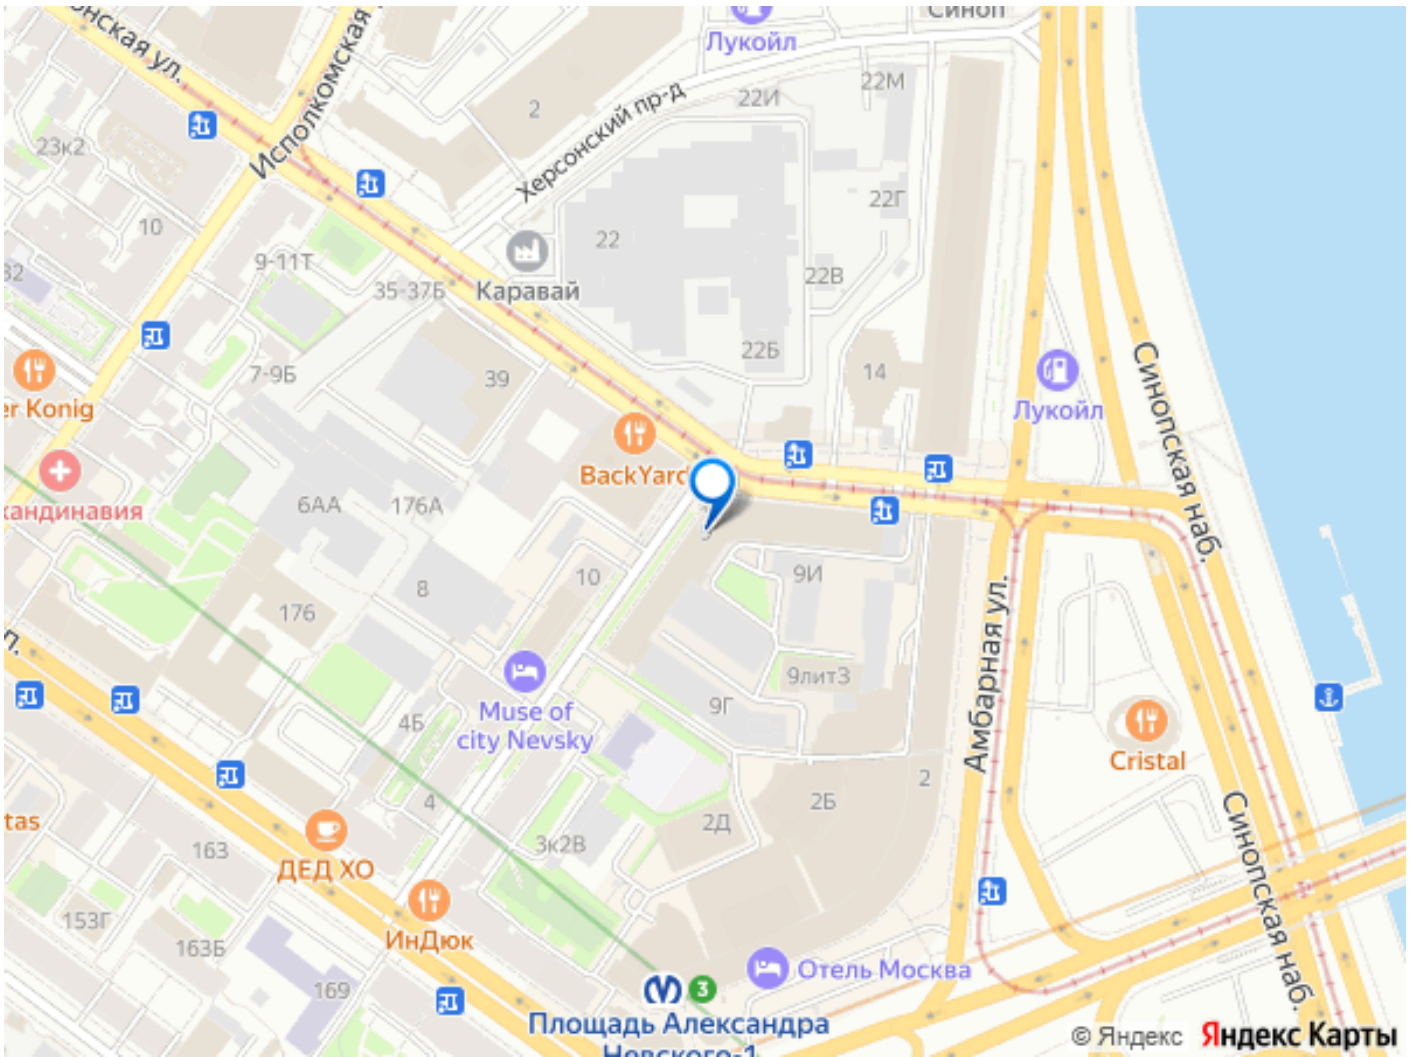 Синоп
Лукойл
нская ул.
Исполкомская
2
22И
22М
Херсонский пр-д
23к2
10
22Г
22
9-11Т
35-37Б
Каравай
22В
32
22Б
14
7-9Б
39
er Konig
Лукойл
Синопская наб.
BackYard
кандинавия
6АА
176А
9И
10
8
176
Амбарная ул.
л.
9лит3
9Г
4Б
Muse of
city Nevsky
Cristal
2
2Б
Синопская наб.
4
2Д
tas
3к2В
163
ДЕД ХО
153Г
163Б
ИнДюк
169
Отель Москва
3
Площадь Александра
Невского-1
© Яндекс Яндекс Карты